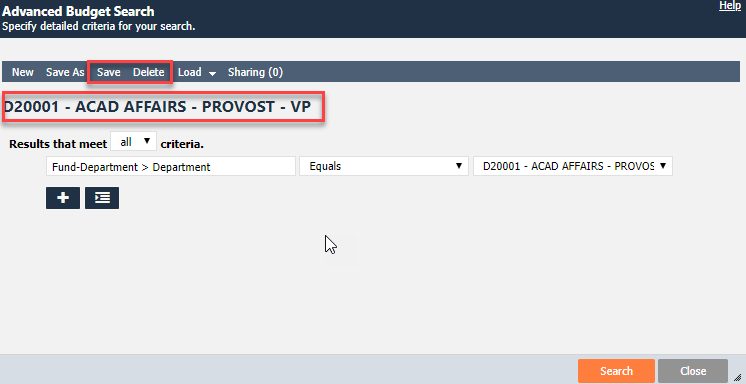 Advanced Budget Search
Help
Specify detailed criteria for your search.
New Save As Save Delete Load Sharing (0)
D20001 - ACAD AFFAIRS - PROVOST - VP
Results that meet all criteria.
Fund-Department > Department Equals D20001 - ACAD AFFAIRS - PROVOS
Search Close